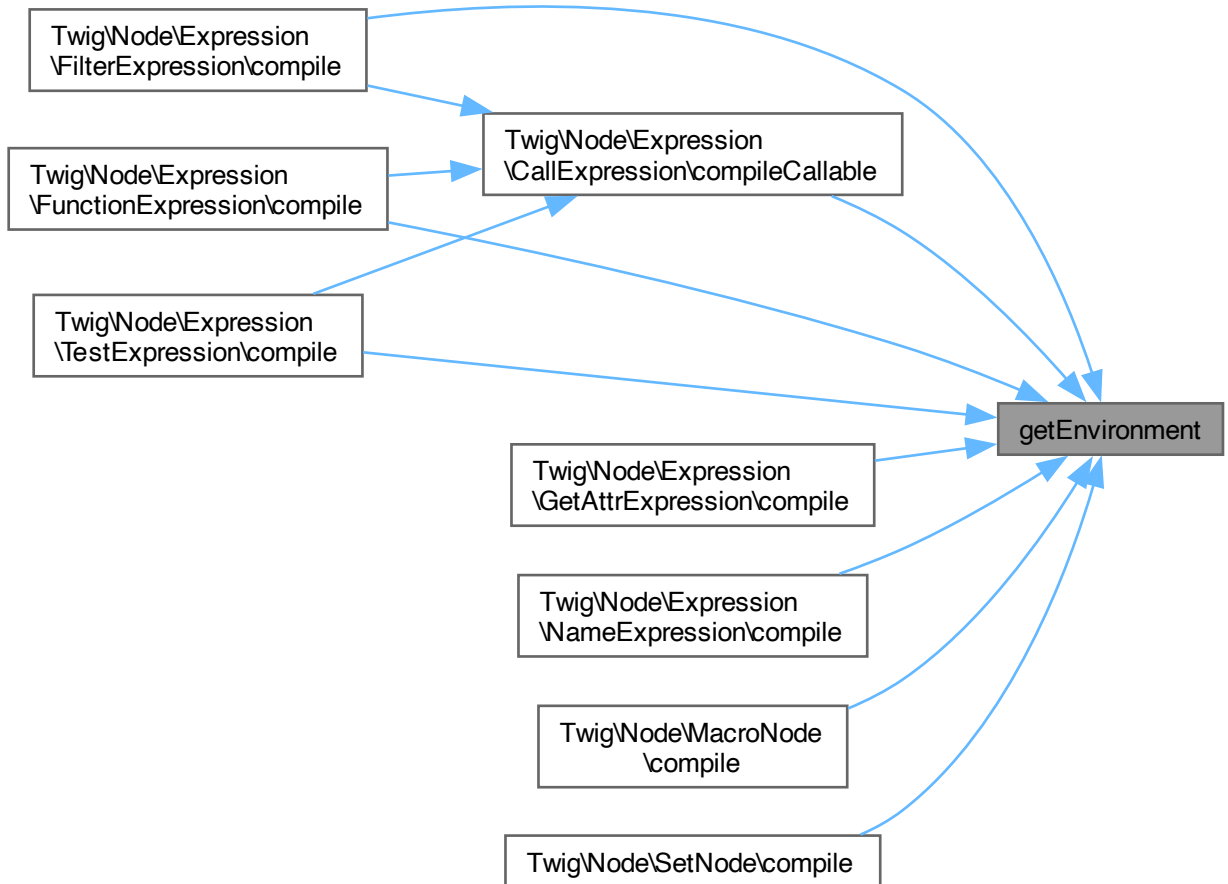 Twig\Node\Expression
\FilterExpression\compile
Twig\Node\Expression
\CallExpression\compileCallable
Twig\Node\Expression
\FunctionExpression\compile
Twig\Node\Expression
\TestExpression\compile
getEnvironment
Twig\Node\Expression
\GetAttrExpression\compile
Twig\Node\Expression
\NameExpression\compile
Twig\Node\MacroNode
\compile
Twig\Node\SetNode\compile